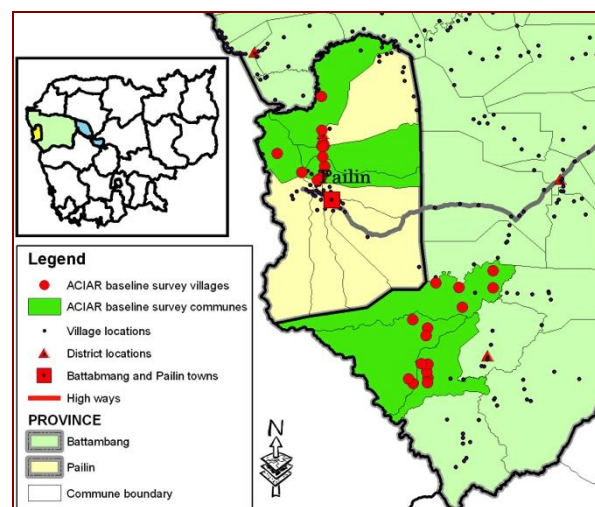 Pailin
Legend
ACIAR baseline survey villages
ACIAR baseline survey communes
Village locations
District locations
Battabmang and Pailin towns
High ways
PROVINCE
Battambang
Pailin
Commune boundary
N